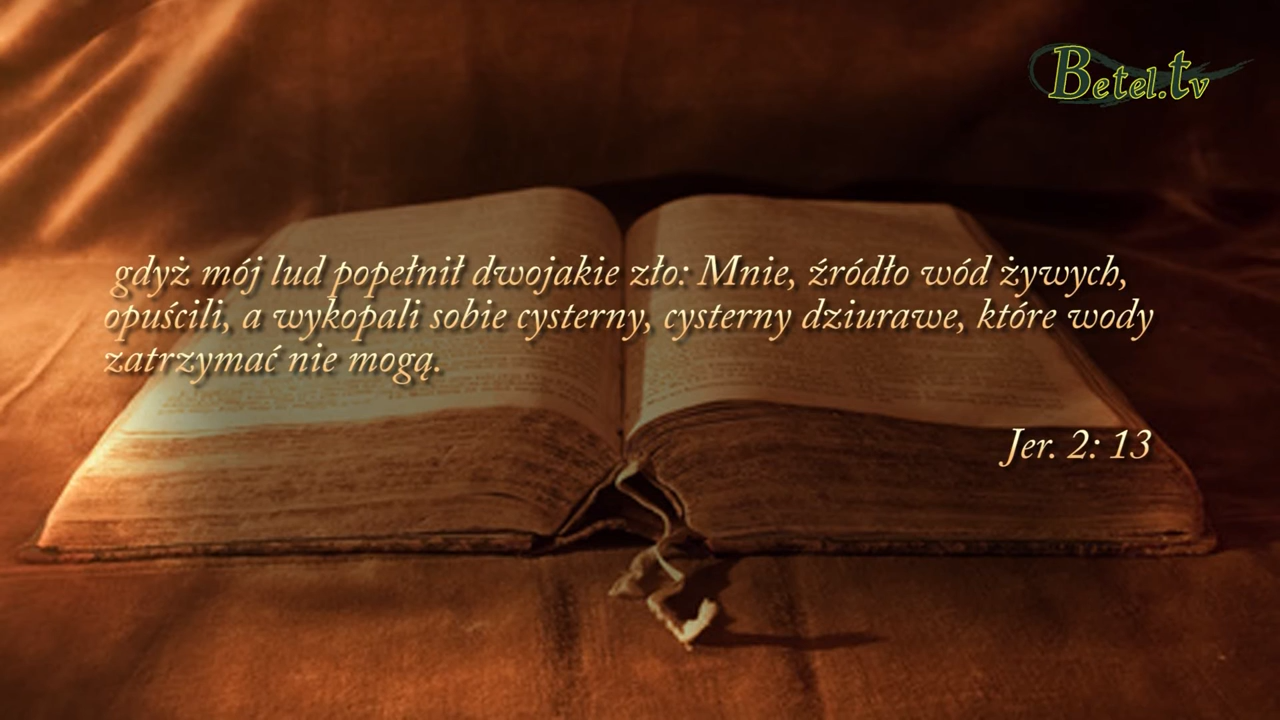 Betel.tv
gdyż mój lud popełnił dwojakie zło: Mnie, źródło wód żywych,
opuścili, a wykopali sobie cysterny, cysterny dziurawe, które wody
zatrzymać nie mogą.
Jer. 2: 13